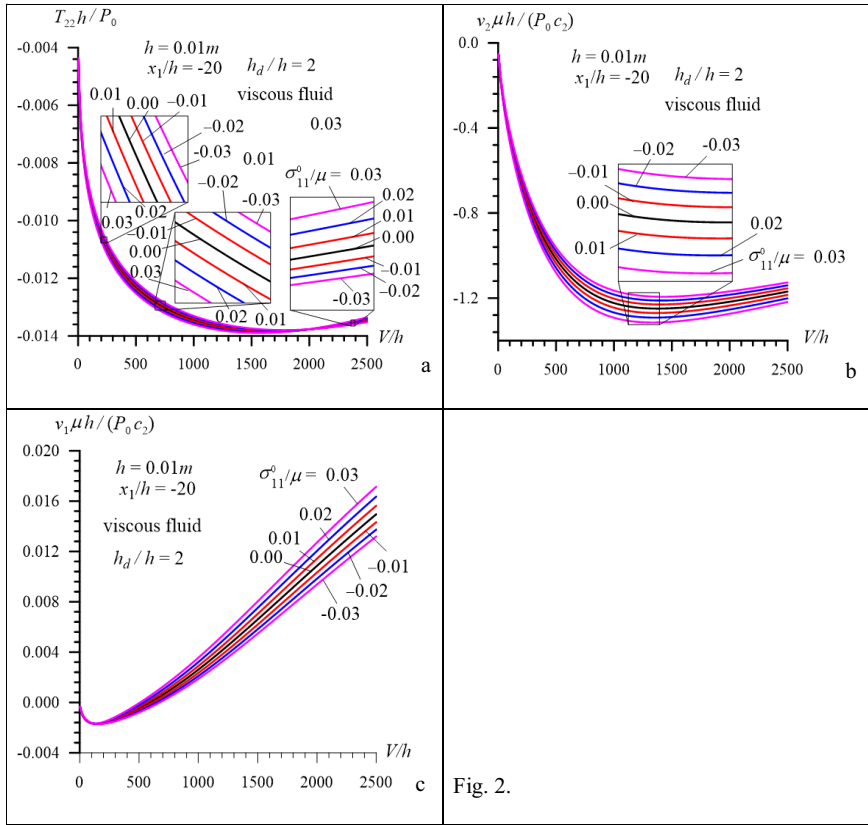 T₂₂h / P₀
-0.004
-0.006
-0.008
-0.010
-0.012
-0.014
h = 0.01m
x₁/h = -20
h_d / h = 2
viscous fluid
0.01
0.00
–0.01
0.03
–0.02
-0.03
0.01
–0.02
-0.03
σ⁰₁₁/μ = 0.03
0.02
0.01
0.00
–0.01
–0.02
-0.03
0.03
0.02
–0.01
0.00
0.03
0.02
0.01
0
500
1000
1500
2000
2500
V/h
a
v₂μh / (P₀c₂)
0.0
-0.4
-0.8
-1.2
h = 0.01m
x₁/h = -20
h_d / h = 2
viscous fluid
–0.02
-0.03
–0.01
0.00
0.01
0.02
σ⁰₁₁/μ = 0.03
0
500
1000
1500
2000
2500
V/h
b
v₁μh / (P₀c₂)
0.020
0.016
0.012
0.008
0.004
0.000
-0.004
h = 0.01m
x₁/h = -20
viscous fluid
h_d / h = 2
σ⁰₁₁/μ = 0.03
0.02
0.01
0.00
–0.01
–0.02
-0.03
0
500
1000
1500
2000
2500
V/h
c
Fig. 2.